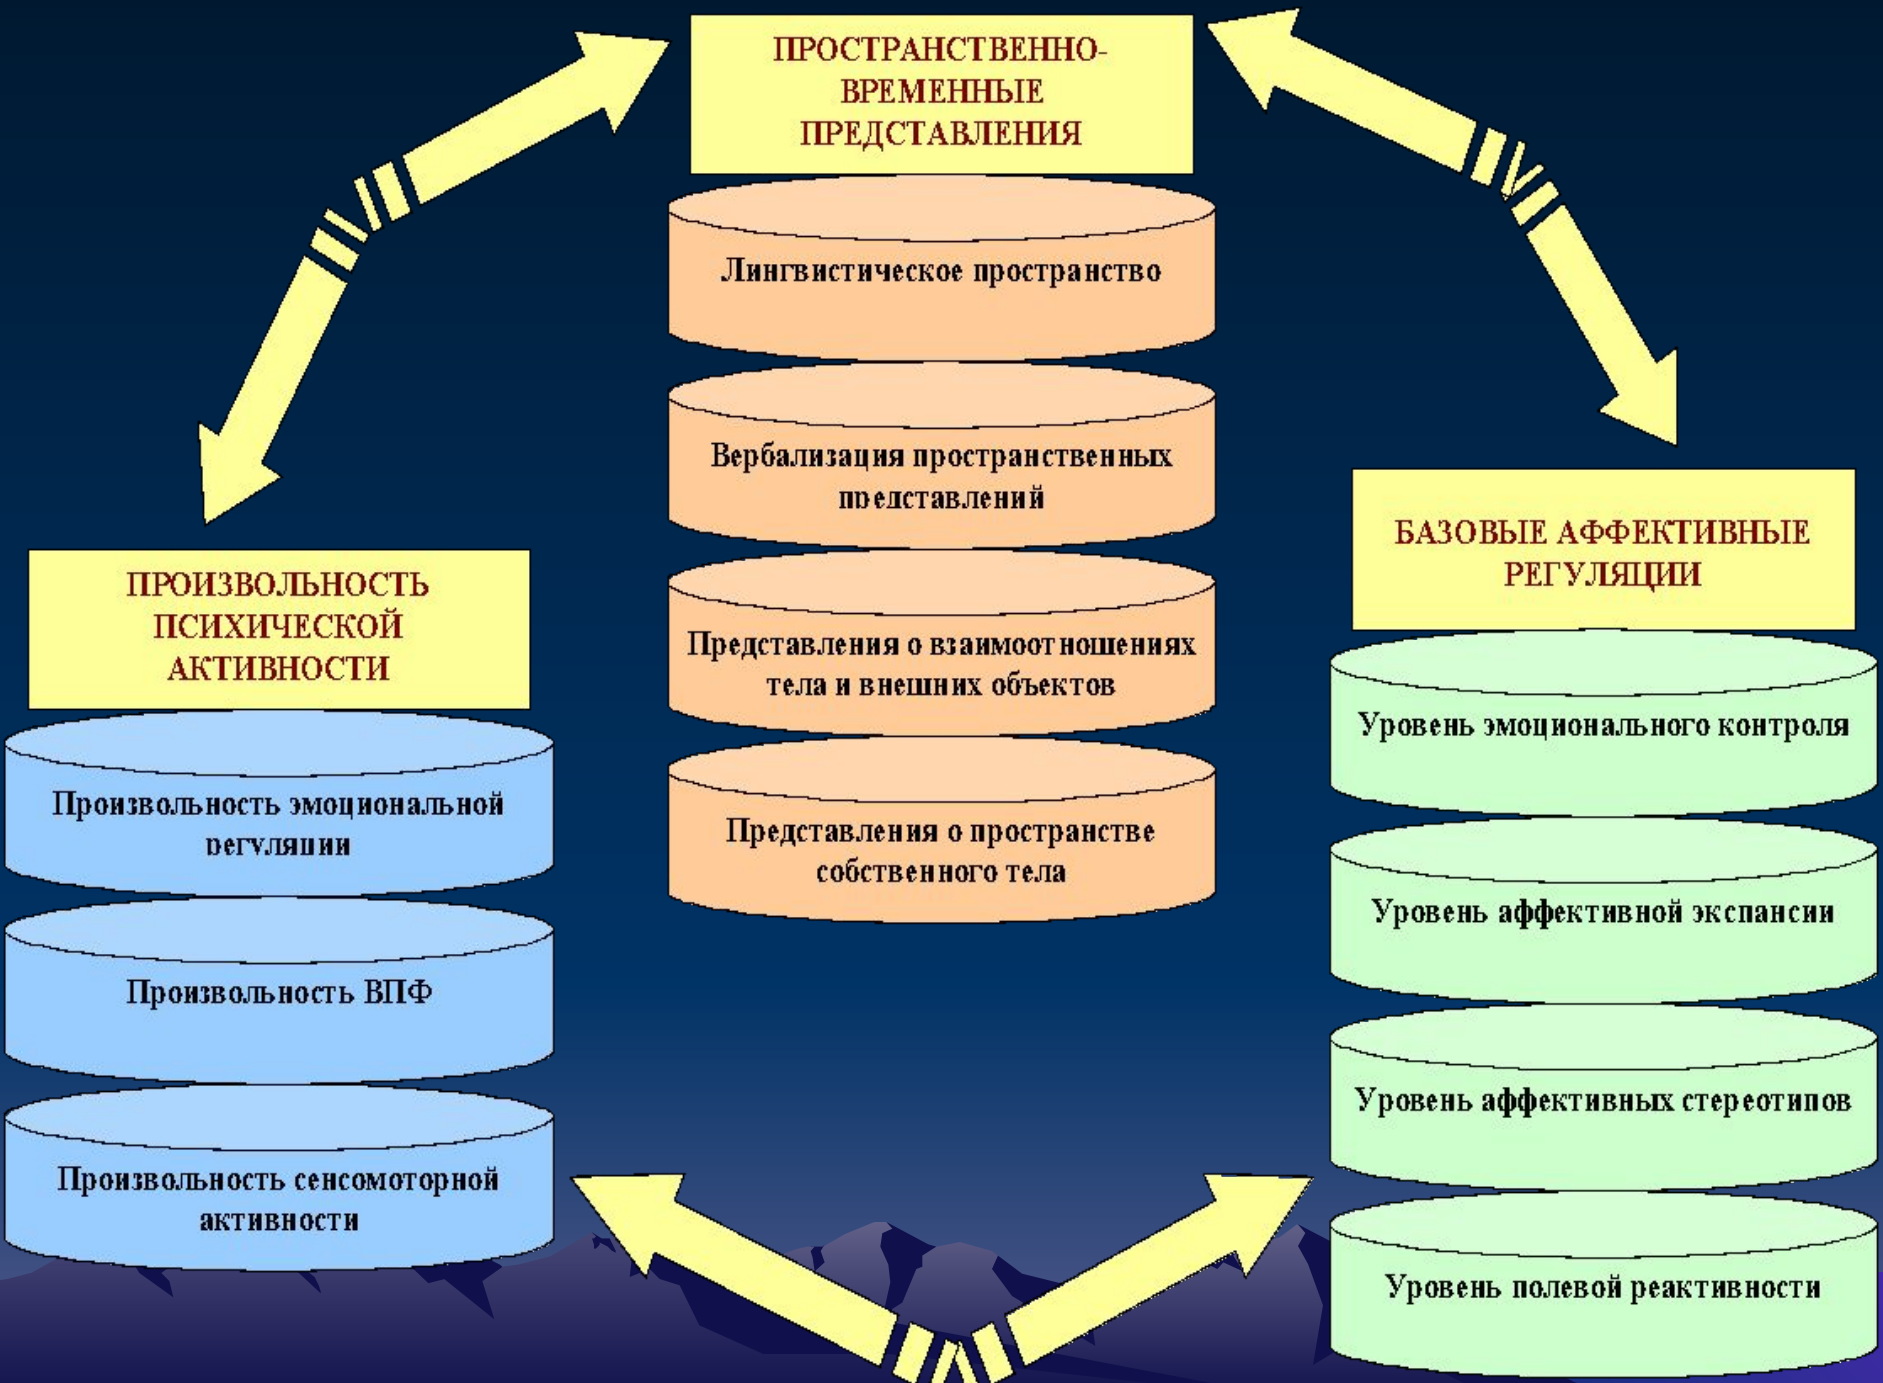 ПРОСТРАНСТВЕННО-
ВРЕМЕННЫЕ
ПРЕДСТАВЛЕНИЯ
Лингвистическое пространство
Вербализация пространственных
представлений
Представления о взаимоотношениях
тела и внешних объектов
Представления о пространстве
собственного тела
ПРОИЗВОЛЬНОСТЬ
ПСИХИЧЕСКОЙ
АКТИВНОСТИ
Произвольность эмоциональной
регуляции
Произвольность ВПФ
Произвольность сенсомоторной
активности
БАЗОВЫЕ АФФЕКТИВНЫЕ
РЕГУЛЯЦИИ
Уровень эмоционального контроля
Уровень аффективной экспансии
Уровень аффективных стереотипов
Уровень полевой реактивности